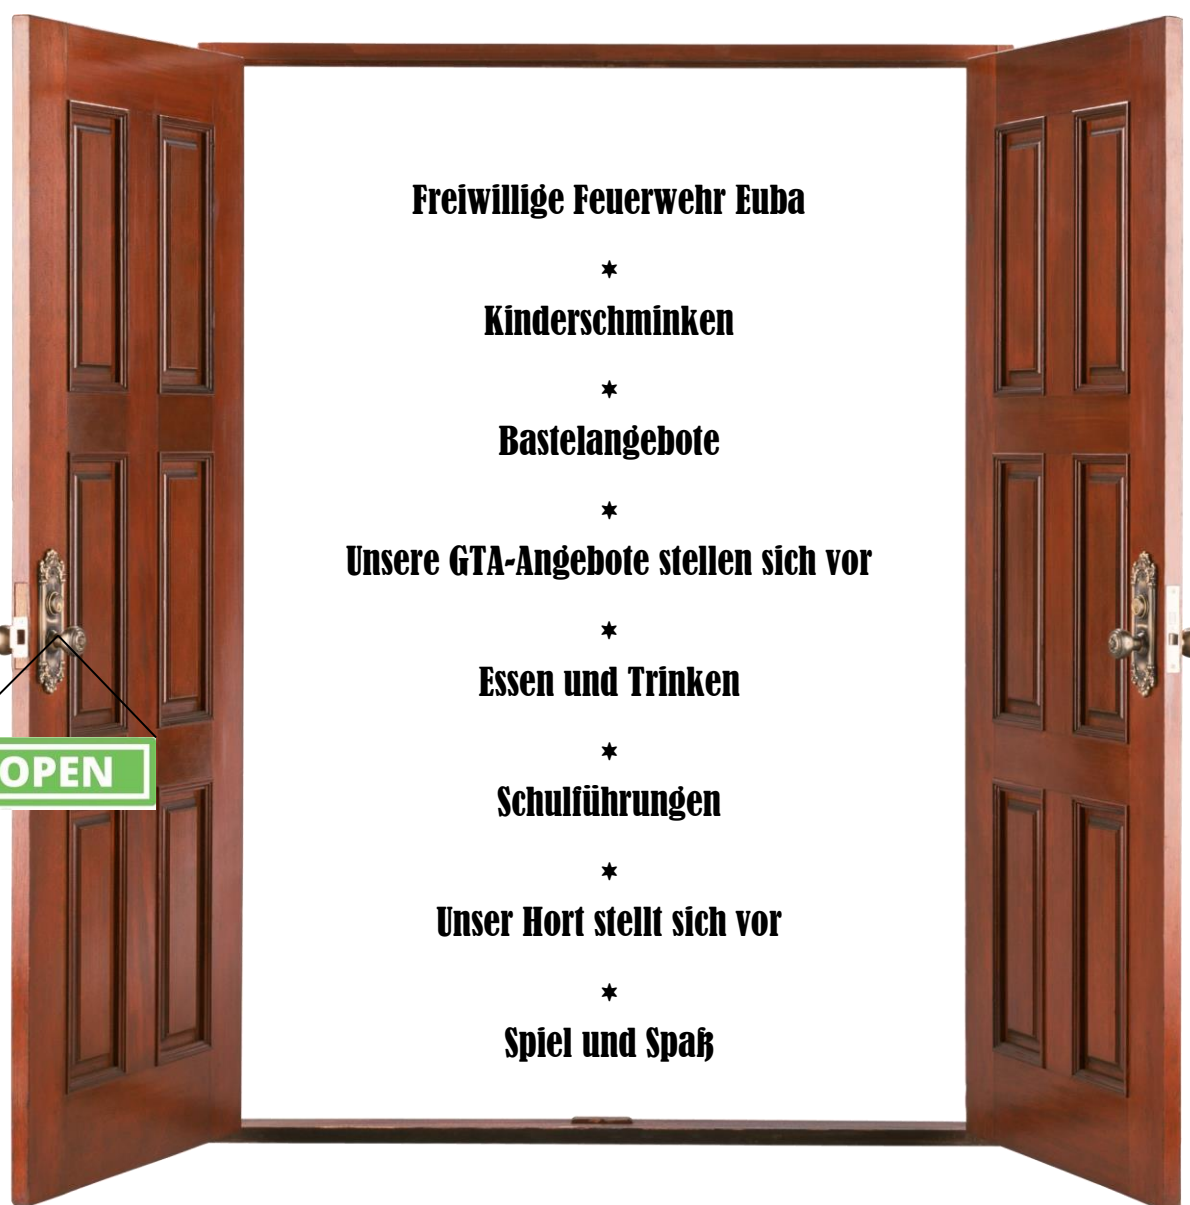 Freiwillige Feuerwehr Euba
✶
Kinderschminken
✶
Bastelangebote
✶
Unsere GTA-Angebote stellen sich vor
✶
Essen und Trinken
✶
OPEN
Schulführungen
✶
Unser Hort stellt sich vor
✶
Spiel und Spaß